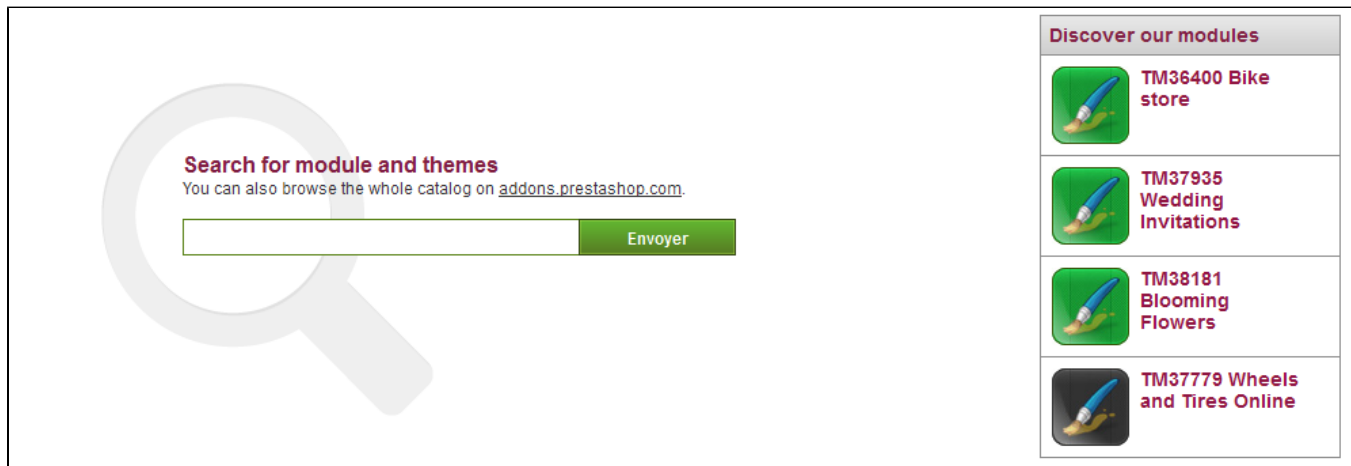 Search for module and themes
You can also browse the whole catalog on addons.prestashop.com.
Envoyer
Discover our modules
TM36400 Bike
store
TM37935
Wedding
Invitations
TM38181
Blooming
Flowers
TM37779 Wheels
and Tires Online